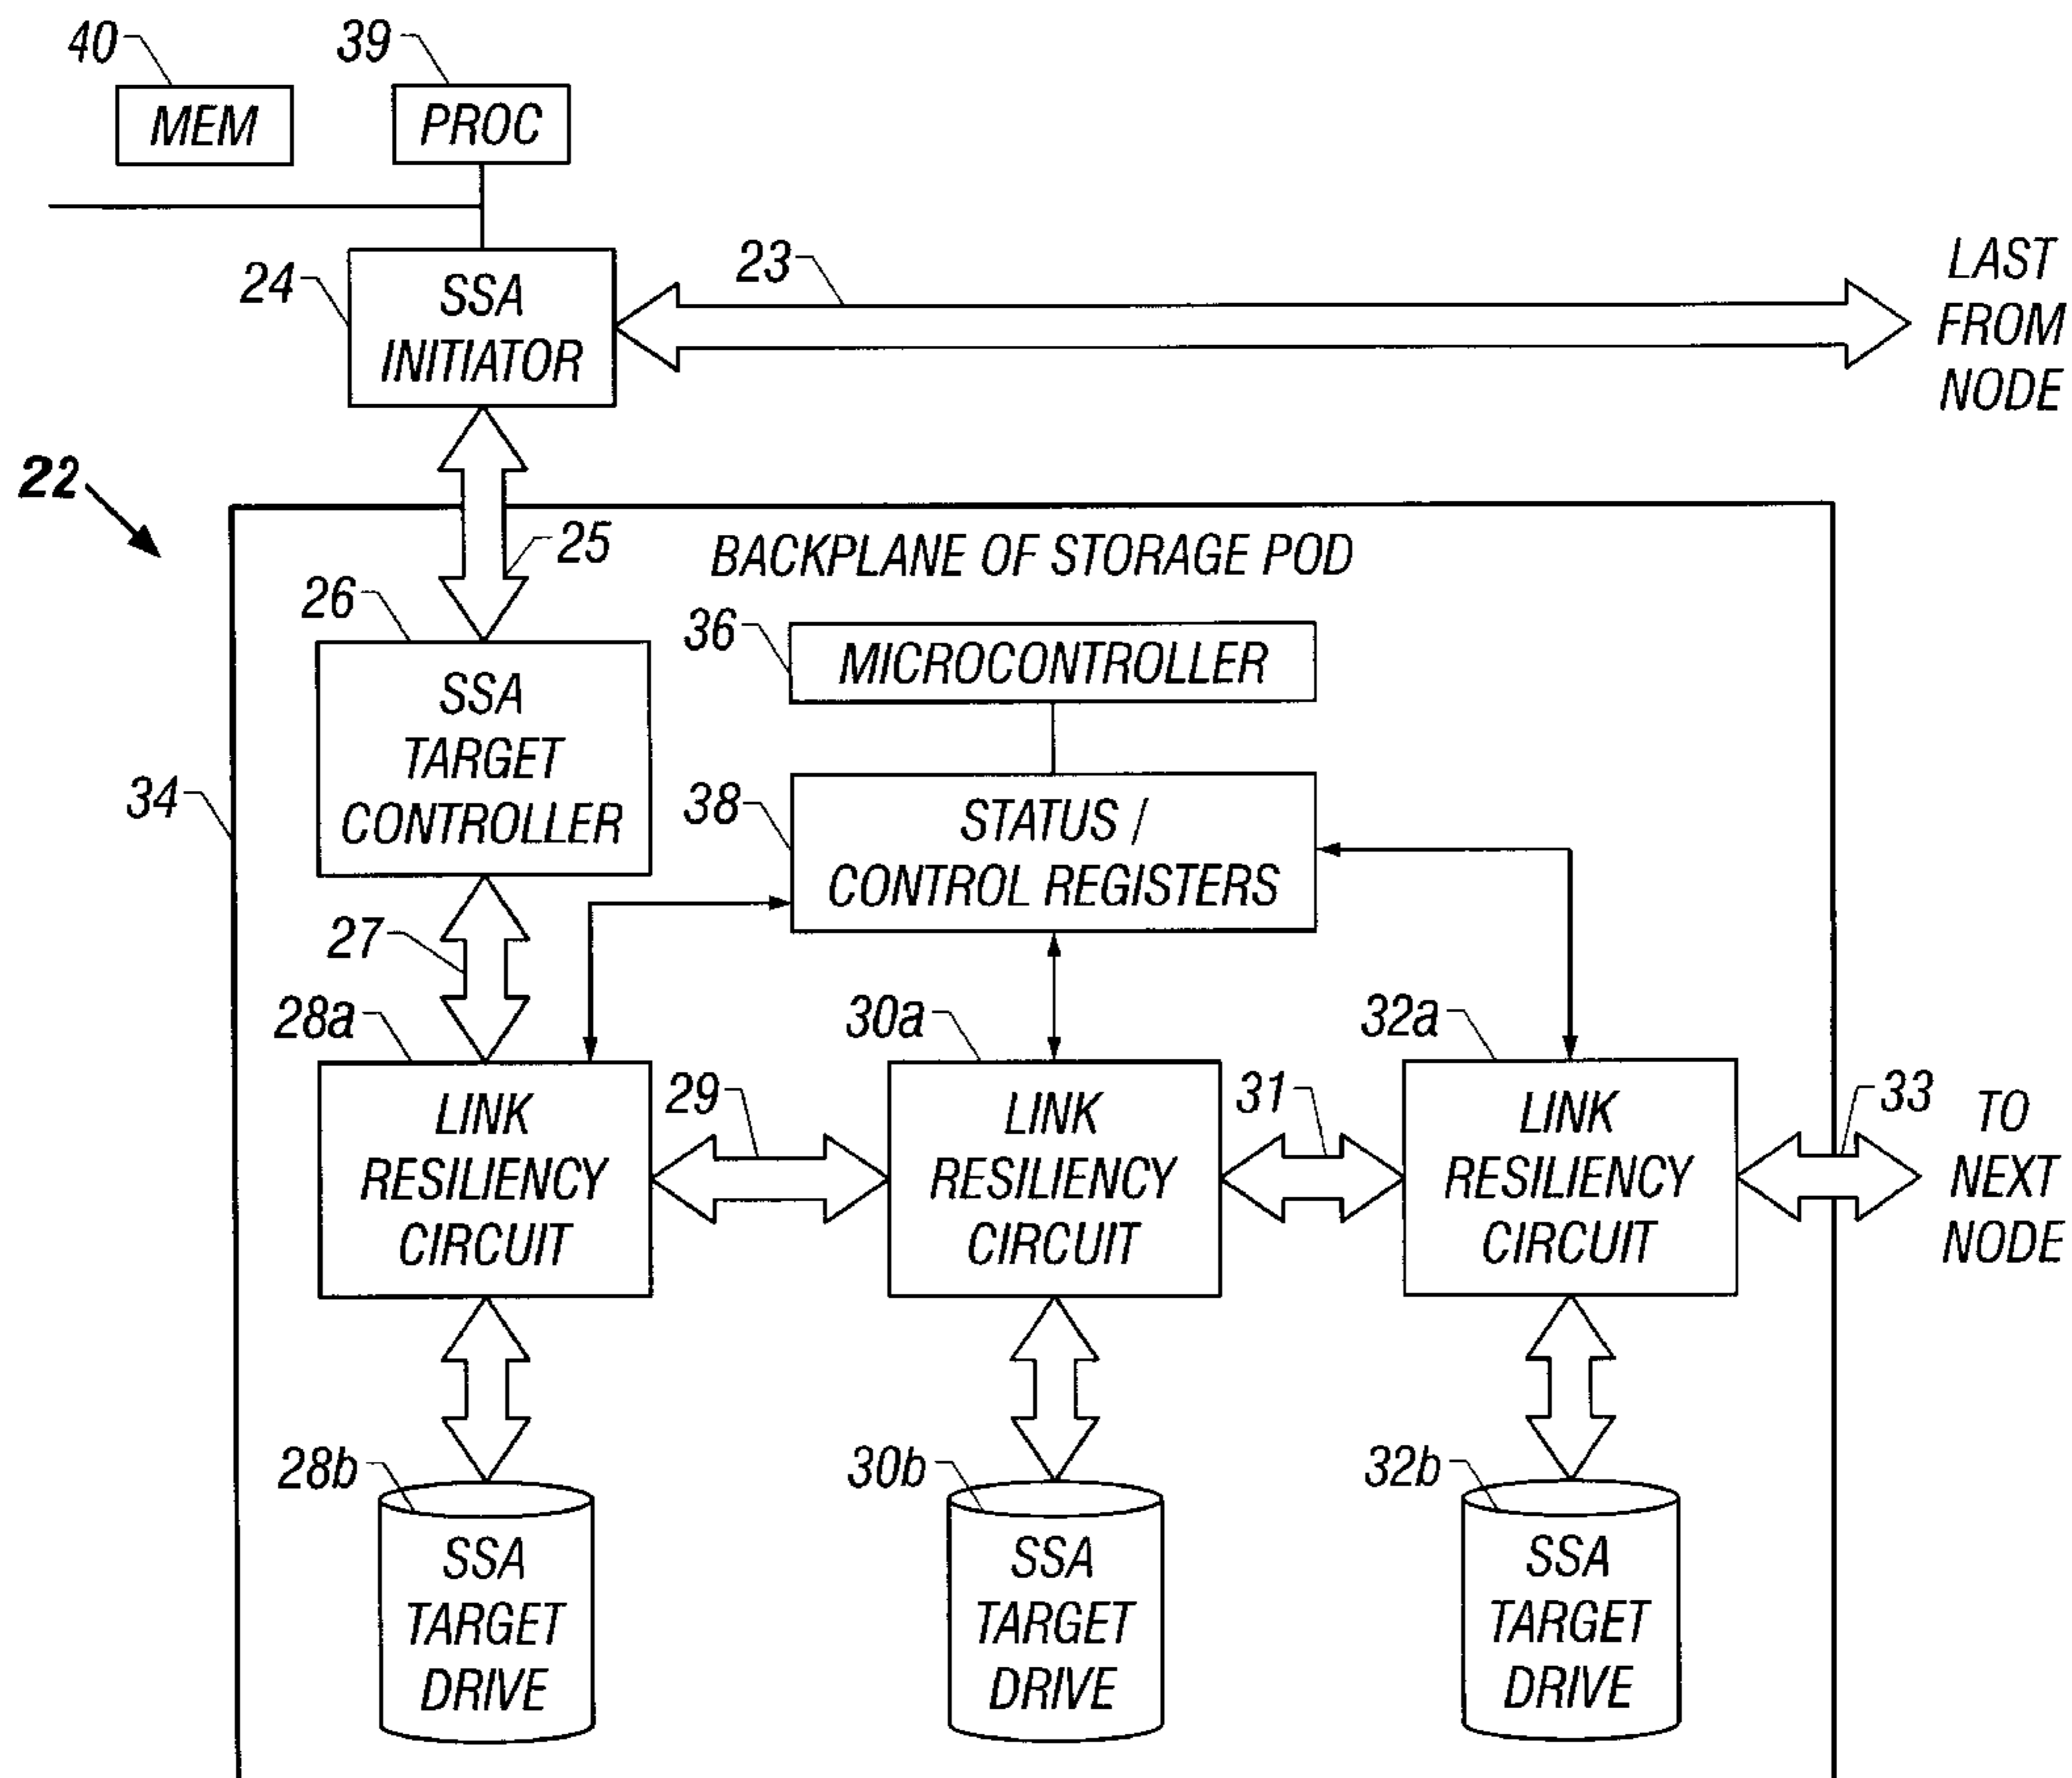 40
39
MEM
PROC
24
SSA
INITIATOR
23
LAST
FROM
NODE
22
25
BACKPLANE OF STORAGE POD
26
SSA
TARGET
CONTROLLER
36
MICROCONTROLLER
34
38
STATUS /
CONTROL REGISTERS
27
28a
LINK
RESILIENCY
CIRCUIT
29
30a
LINK
RESILIENCY
CIRCUIT
31
32a
LINK
RESILIENCY
CIRCUIT
33
TO
NEXT
NODE
28b
SSA
TARGET
DRIVE
30b
SSA
TARGET
DRIVE
32b
SSA
TARGET
DRIVE